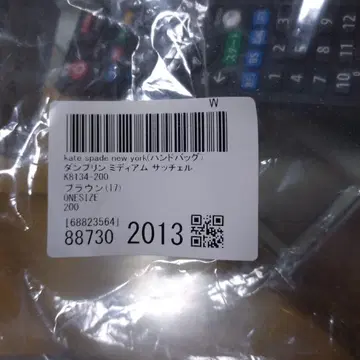 W
kate spade new york(ハンドバッグ)
ダンプリン ミディアム サッチェル
K8134-200
ブラウン(17)
ONESIZE
200
[68823564]
88730 2013